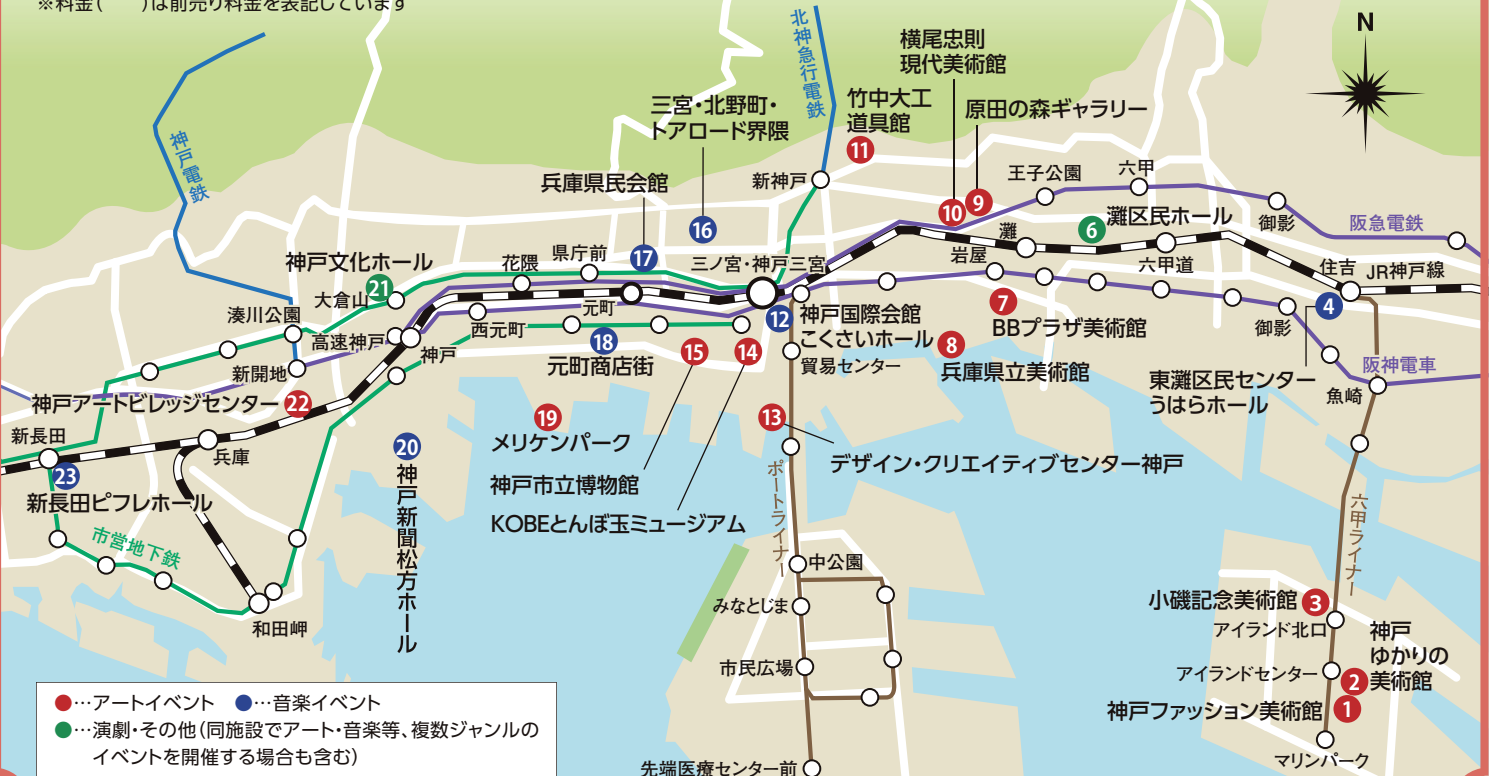 ※料金(　　)は前売り料金を表記しています
N
北神急行電鉄
横尾忠則
現代美術館
竹中大工
道具館
11
原田の森ギャラリー
三宮・北野町・
トアロード界隈
神戸電鉄
兵庫県民会館
新神戸
王子公園
六甲
10
9
16
6
灘区民ホール
御影
阪急電鉄
灘
岩屋
六甲道
神戸文化ホール
21
大倉山
花隈
県庁前
17
三ノ宮・神戸三宮
住吉
JR神戸線
4
湊川公園
高速神戸
神戸
西元町
元町
18
元町商店街
12
神戸国際会館
こくさいホール
貿易センター
7
BBプラザ美術館
8
兵庫県立美術館
御影
阪神電車
魚崎
新開地
15
14
東灘区民センター
うはらホール
神戸アートビレッジセンター
22
新長田
兵庫
23
新長田ピフレホール
20
神戸新聞松方ホール
19
メリケンパーク
神戸市立博物館
KOBEとんぼ玉ミュージアム
13
デザイン・クリエイティブセンター神戸
ポートライナー
六甲ライナー
市営地下鉄
和田岬
中公園
みなとじま
市民広場
先端医療センター前
小磯記念美術館
3
アイランド北口
神戸
ゆかりの
美術館
2
アイランドセンター
神戸ファッション美術館
1
マリンパーク
●…アートイベント　●…音楽イベント
●…演劇・その他(同施設でアート・音楽等、複数ジャンルの
イベントを開催する場合も含む)